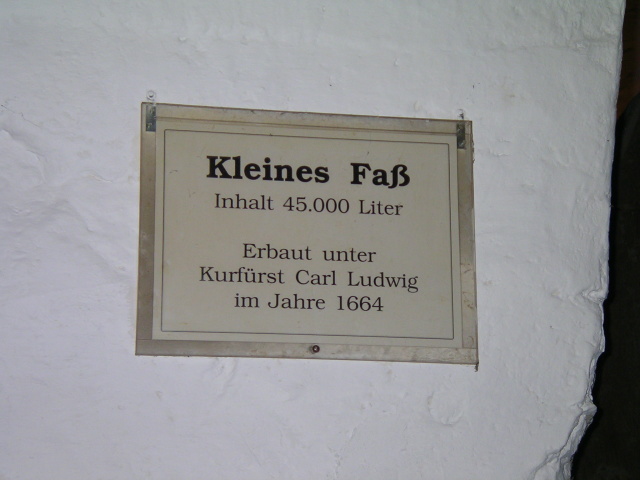 Kleines Faß
Inhalt 45.000 Liter
Erbaut unter
Kurfürst Carl Ludwig
im Jahre 1664